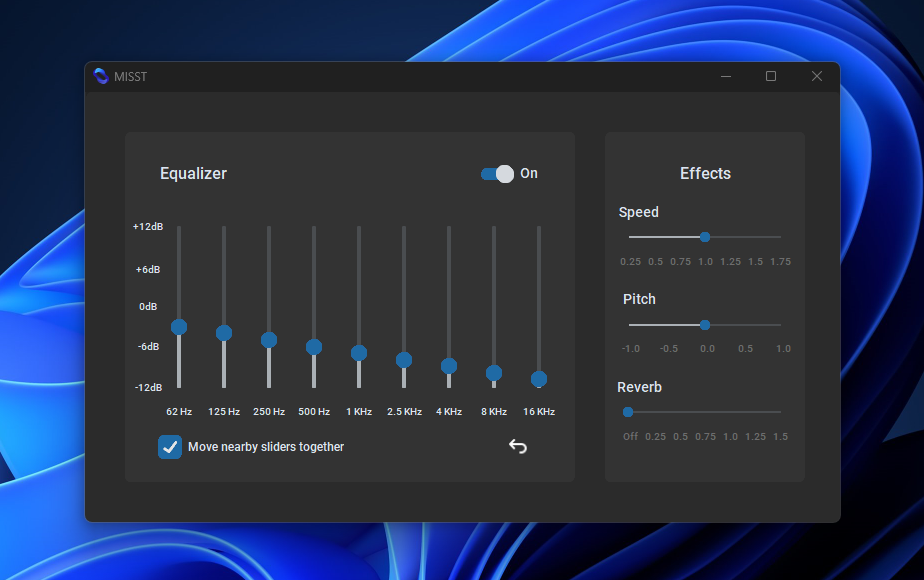 MISST
Equalizer
On
+12dB
+6dB
0dB
-6dB
-12dB
62 Hz 125 Hz 250 Hz 500 Hz 1 KHz 2.5 KHz 4 KHz 8 KHz 16 KHz
Move nearby sliders together
Effects
Speed
0.25 0.5 0.75 1.0 1.25 1.5 1.75
Pitch
-1.0 -0.5 0.0 0.5 1.0
Reverb
Off 0.25 0.5 0.75 1.0 1.25 1.5